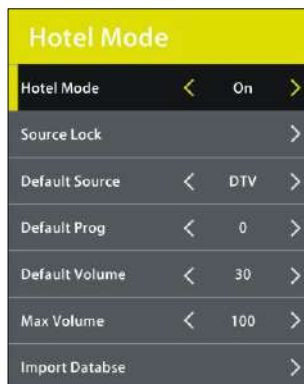 Hotel Mode
Hotel Mode On
Source Lock
Default Source DTV
Default Prog 0
Default Volume 30
Max Volume 100
Import Databse